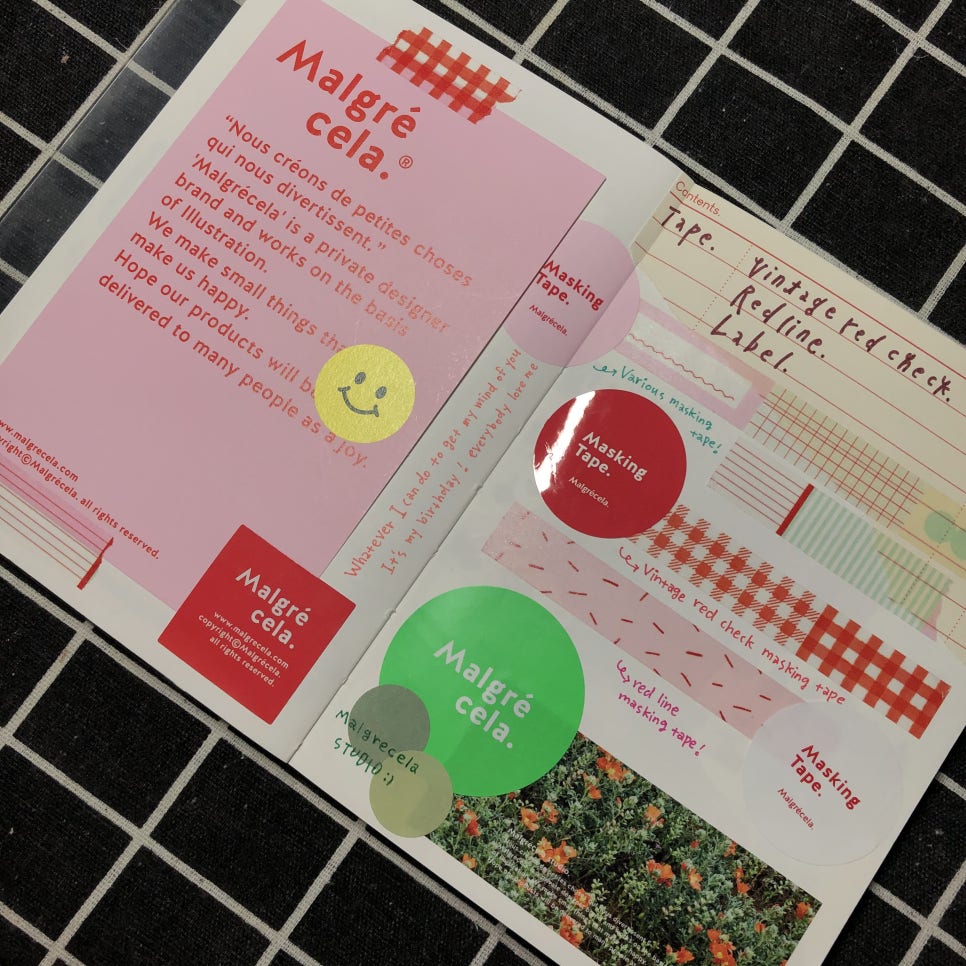 Malgré
cela.®
“Nous créons de petites choses
qui nous divertissent.”
'Malgrécela' is a private designer
brand and works on the basis
of Illustration.
We make small things tha
make us happy.
Hope our products will be
delivered to many people as a joy.
www.malgrecela.com
copyright©Malgrécela. all rights reserved.
Malgré
cela.
www.malgrecela.com
copyright©Malgrécela.
all rights reserved.
Whatever I can do to get my mind of you
It's my birthday! everybody love me
Masking
Tape.
Malgrécela.
Contents.
Tape.
Vintage red check.
Redline.
Label.
Various masking
tape!
Masking
Tape.
Malgrécela.
Vintage red check masking tape
red line
masking tape!
Malgré
cela.
Malgrecela
STUDIO :)
Masking
Tape.
Malgrécela.